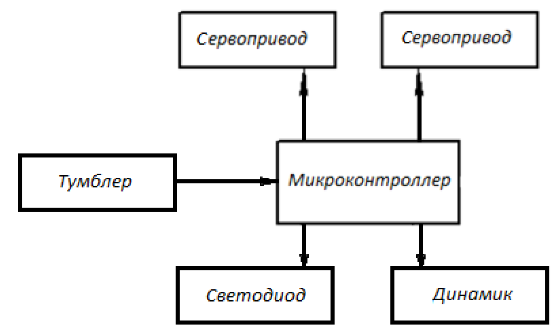 Сервопривод
Сервопривод
Тумблер
Микроконтроллер
Светодиод
Динамик